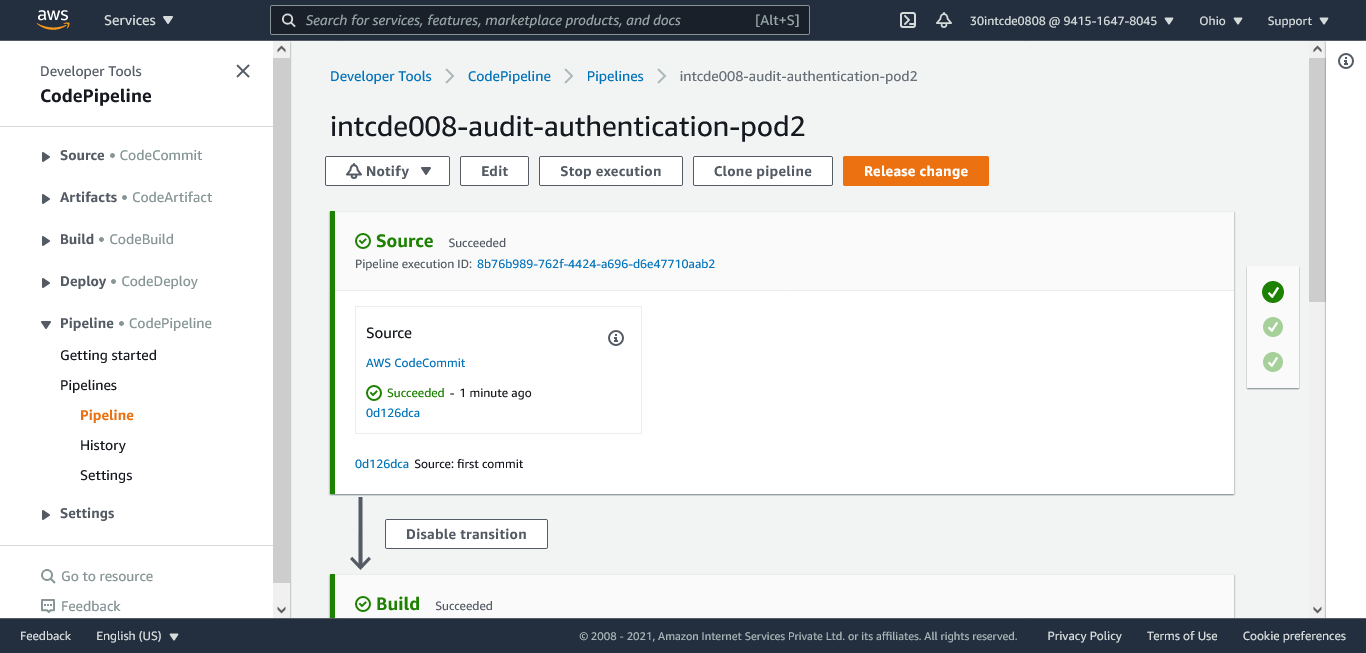 aws
Services
Search for services, features, marketplace products, and docs
[Alt+S]
30intcde0808 @ 9415-1647-8045
Ohio
Support
Developer Tools
CodePipeline
Source • CodeCommit
Artifacts • CodeArtifact
Build • CodeBuild
Deploy • CodeDeploy
Pipeline • CodePipeline
Getting started
Pipelines
Pipeline
History
Settings
Settings
Go to resource
Feedback
Developer Tools
CodePipeline
Pipelines
intcde008-audit-authentication-pod2
intcde008-audit-authentication-pod2
Notify
Edit
Stop execution
Clone pipeline
Release change
Source Succeeded
Pipeline execution ID: 8b76b989-762f-4424-a696-d6e47710aab2
Source
AWS CodeCommit
Succeeded - 1 minute ago
0d126dca
0d126dca Source: first commit
Disable transition
Build Succeeded
Feedback
English (US)
© 2008 - 2021, Amazon Internet Services Private Ltd. or its affiliates. All rights reserved.
Privacy Policy
Terms of Use
Cookie preferences